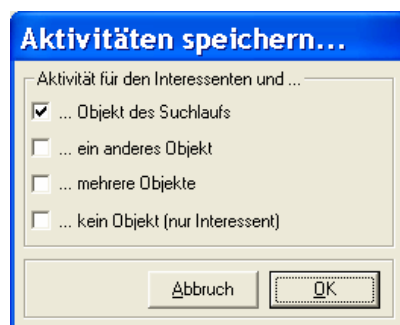 Aktivitäten speichern...
Aktivität für den Interessenten und ...
... Objekt des Suchlaufs
... ein anderes Objekt
... mehrere Objekte
... kein Objekt (nur Interessent)
Abbruch OK